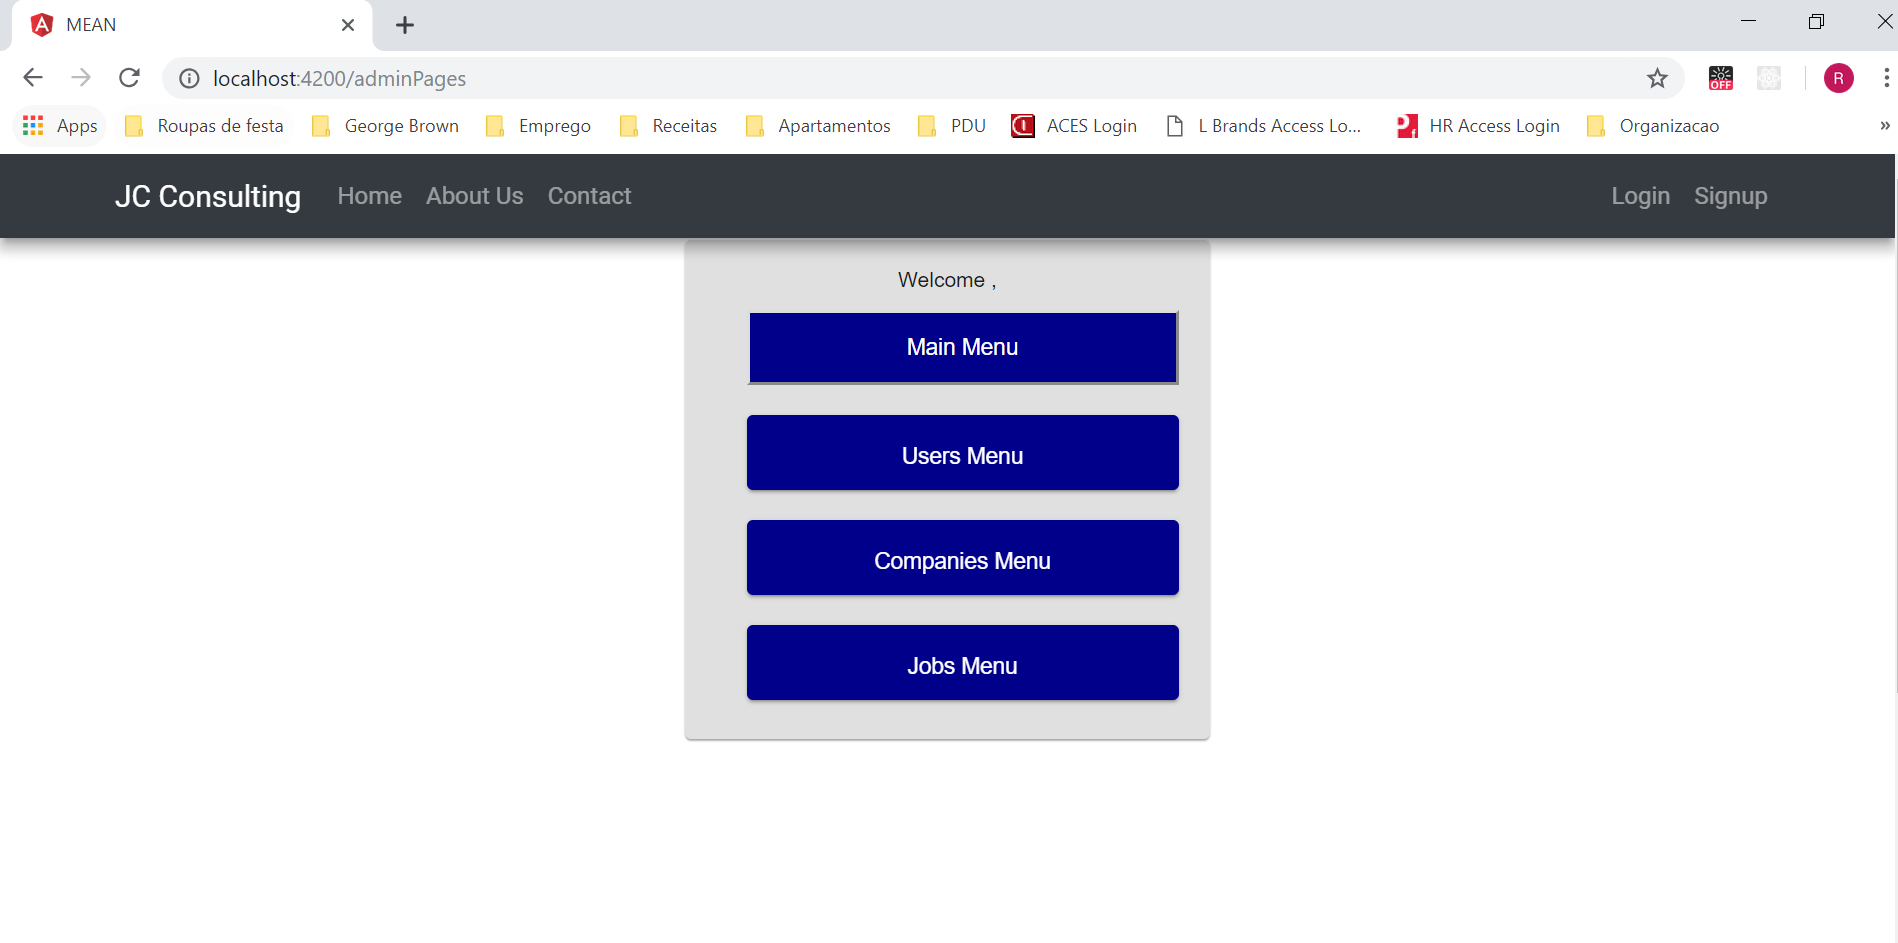 MEAN
localhost:4200/adminPages
OFF
R
Apps Roupas de festa George Brown Emprego Receitas Apartamentos PDU ACES Login L Brands Access Lo... HR Access Login Organizacao »
JC Consulting Home About Us Contact Login Signup
Welcome ,
Main Menu
Users Menu
Companies Menu
Jobs Menu